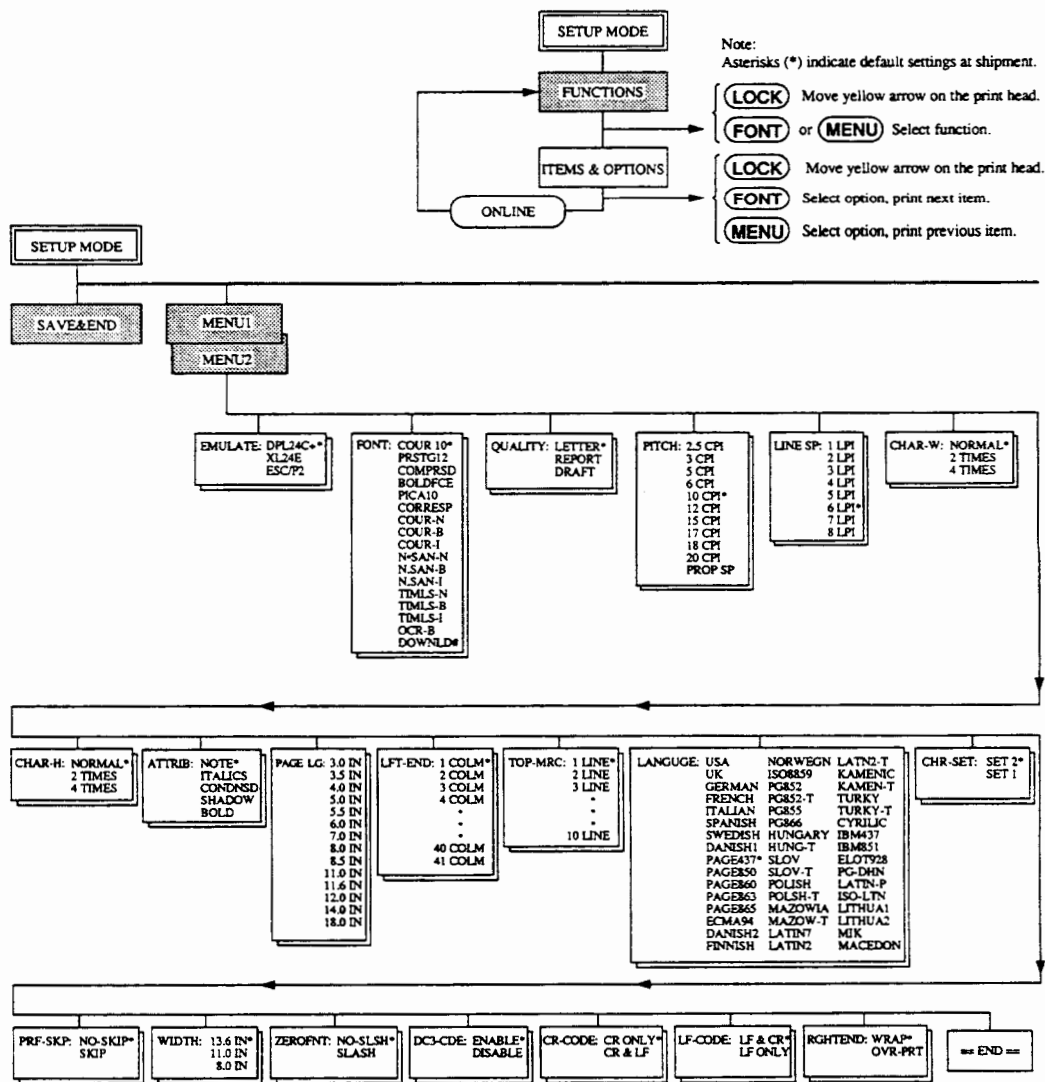 SETUP MODE
FUNCTIONS
ITEMS & OPTIONS
ONLINE
Note:
Asterisks (*) indicate default settings at shipment.
LOCK Move yellow arrow on the print head.
FONT or MENU Select function.
LOCK Move yellow arrow on the print head.
FONT Select option, print next item.
MENU Select option, print previous item.
SETUP MODE
SAVE&END
MENU1
MENU2
EMULATE: DPL24C+*
XL24E
ESC/P2
FONT: COUR 10*
PRSTG12
COMPRSD
BOLDFCE
PICA10
CORRESP
COUR-N
COUR-B
COUR-I
N*SAN-N
N.SAN-B
N.SAN-I
TIMLS-N
TIMLS-B
TIMLS-I
OCR-B
DOWNLD#
QUALITY: LETTER*
REPORT
DRAFT
PITCH: 2.5 CPI
3 CPI
5 CPI
6 CPI
10 CPI*
12 CPI
15 CPI
17 CPI
18 CPI
20 CPI
PROP SP
LINE SP: 1 LPI
2 LPI
3 LPI
4 LPI
5 LPI
6 LPI*
7 LPI
8 LPI
CHAR-W: NORMAL*
2 TIMES
4 TIMES
CHAR-H: NORMAL*
2 TIMES
4 TIMES
ATTRIB: NOTE*
ITALICS
CONDNSD
SHADOW
BOLD
PAGE LG: 3.0 IN
3.5 IN
4.0 IN
5.0 IN
5.5 IN
6.0 IN
7.0 IN
8.0 IN
8.5 IN
11.0 IN
11.6 IN
12.0 IN
14.0 IN
18.0 IN
LFT-END: 1 COLM*
2 COLM
3 COLM
4 COLM
40 COLM
41 COLM
TOP-MRC: 1 LINE*
2 LINE
3 LINE
10 LINE
LANGUGE: USA NORWEGN LATN2-T
UK ISO8859 KAMENIC
GERMAN PG852 KAMEN-T
FRENCH PG852-T TURKY
ITALIAN PG855 TURKY-T
SPANISH PG866 CYRILIC
SWEDISH HUNGARY IBM437
DANISH1 HUNG-T IBM851
PAGE437* SLOV ELOT928
PAGE850 SLOV-T PG-DHN
PAGE860 POLISH LATIN-P
PAGE863 POLSH-T ISO-LTN
PAGE865 MAZOWIA LITHUA1
ECMA94 MAZOW-T LITHUA2
DANISH2 LATIN7 MIK
FINNISH LATIN2 MACEDON
CHR-SET: SET 2*
SET 1
PRF-SKP: NO-SKIP*
SKIP
WIDTH: 13.6 IN*
11.0 IN
8.0 IN
ZEROFNT: NO-SLSH*
SLASH
DC3-CDE: ENABLE*
DISABLE
CR-CODE: CR ONLY*
CR & LF
LF-CODE: LF & CR*
LF ONLY
RGHTEND: WRAP*
OVR-PRT
== END ==